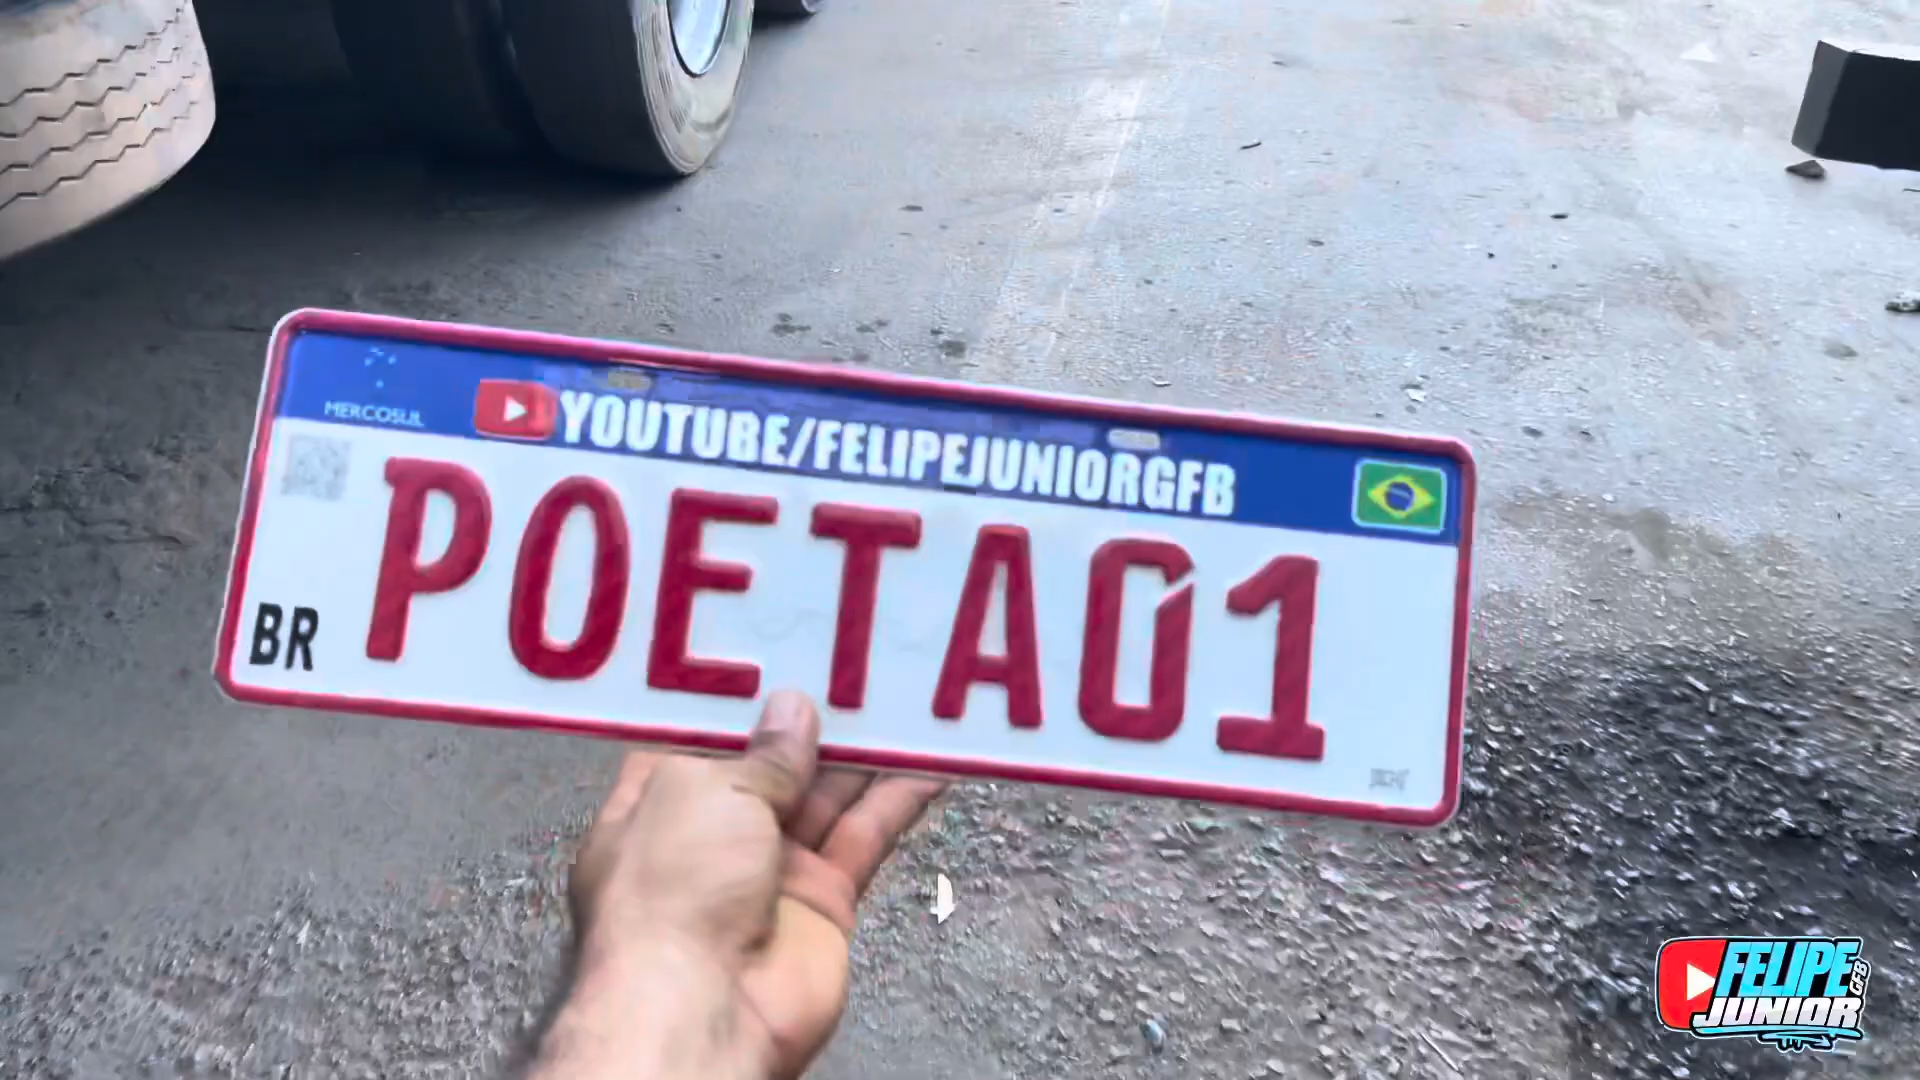 MERCOSUL
YOUTUBE/FELIPEJUNIORGFB
POETA01
BR
FELIPE
GFB
JUNIOR